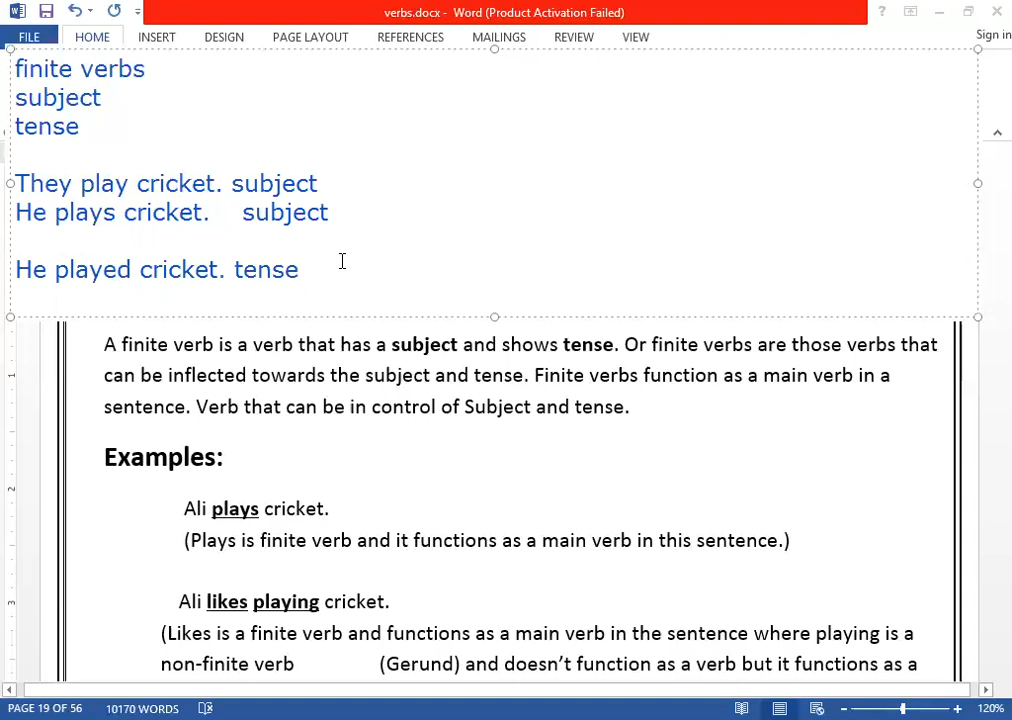 verbs.docx - Word (Product Activation Failed)
?
FILE HOME INSERT DESIGN PAGE LAYOUT REFERENCES MAILINGS REVIEW VIEW Sign in
finite verbs
subject
tense
They play cricket. subject
He plays cricket. subject
He played cricket. tense
A finite verb is a verb that has a subject and shows tense. Or finite verbs are those verbs that
can be inflected towards the subject and tense. Finite verbs function as a main verb in a
1
sentence. Verb that can be in control of Subject and tense.
Examples:
2
Ali plays cricket.
(Plays is finite verb and it functions as a main verb in this sentence.)
3
Ali likes playing cricket.
(Likes is a finite verb and functions as a main verb in the sentence where playing is a
non-finite verb (Gerund) and doesn’t function as a verb but it functions as a
PAGE 19 OF 56 10170 WORDS 120%